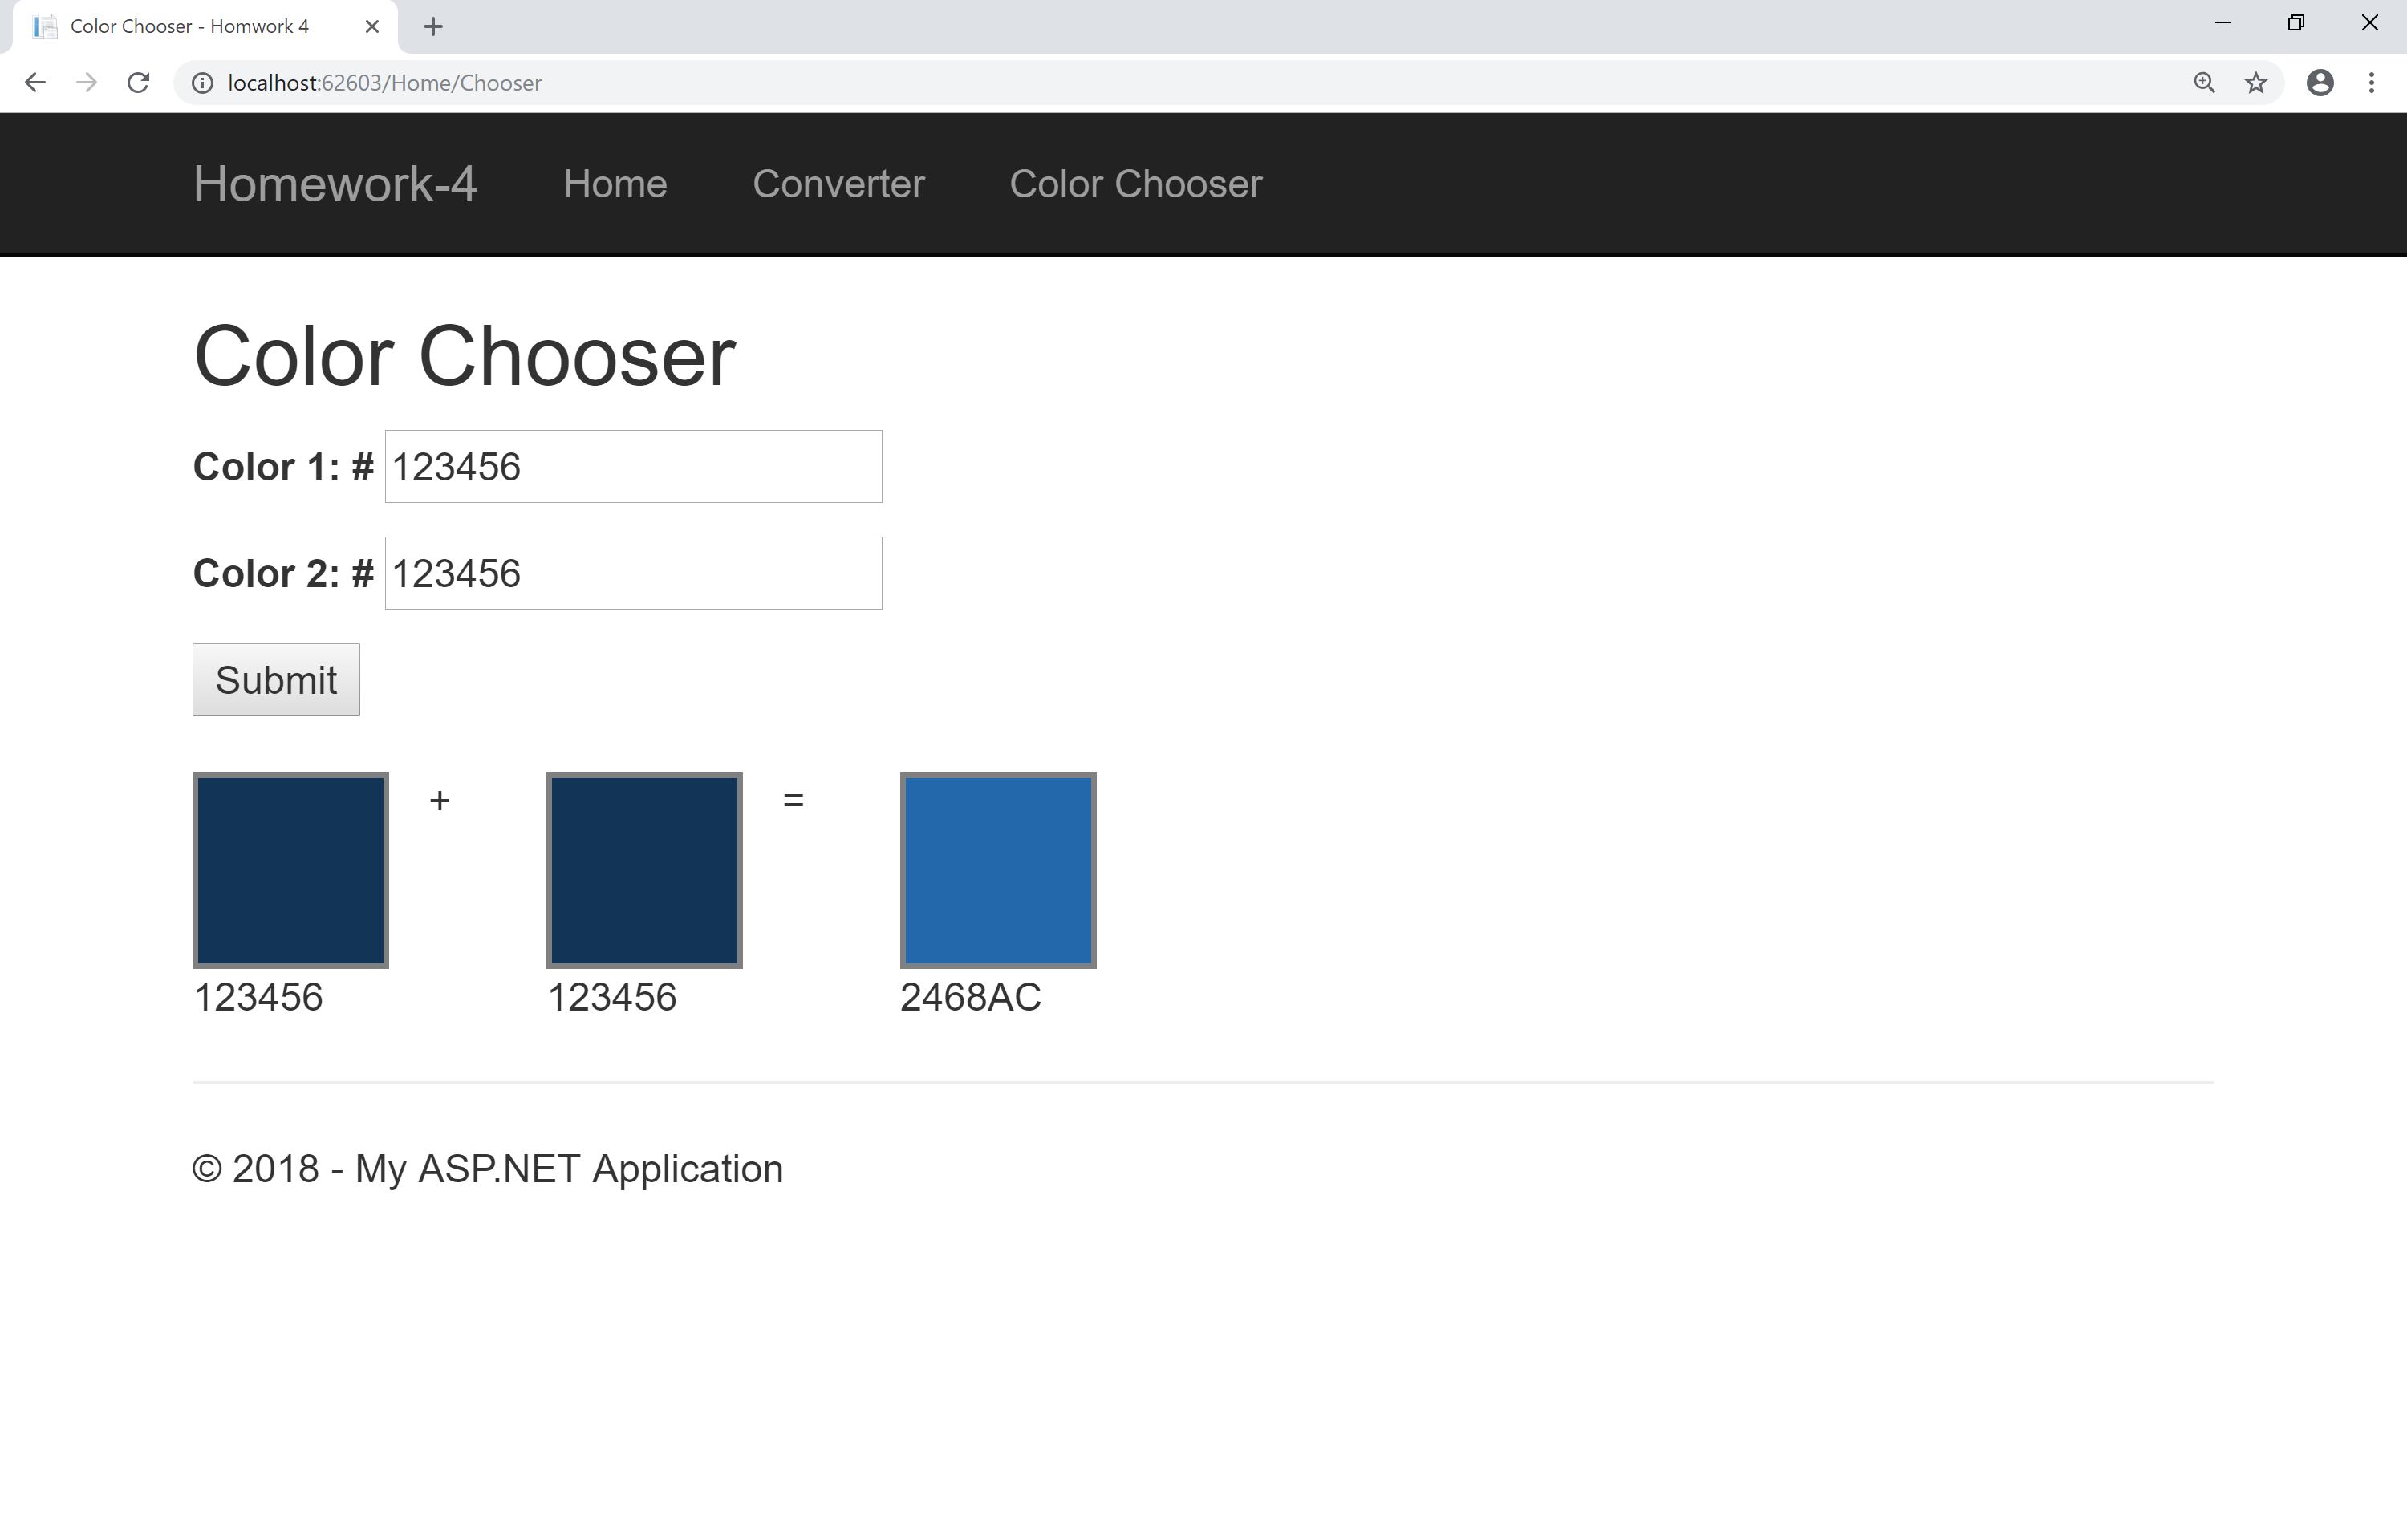 Color Chooser - Homwork 4
localhost:62603/Home/Chooser
Homework-4 Home Converter Color Chooser
Color Chooser
Color 1: # 123456
Color 2: # 123456
Submit
+ =
123456 123456 2468AC
© 2018 - My ASP.NET Application